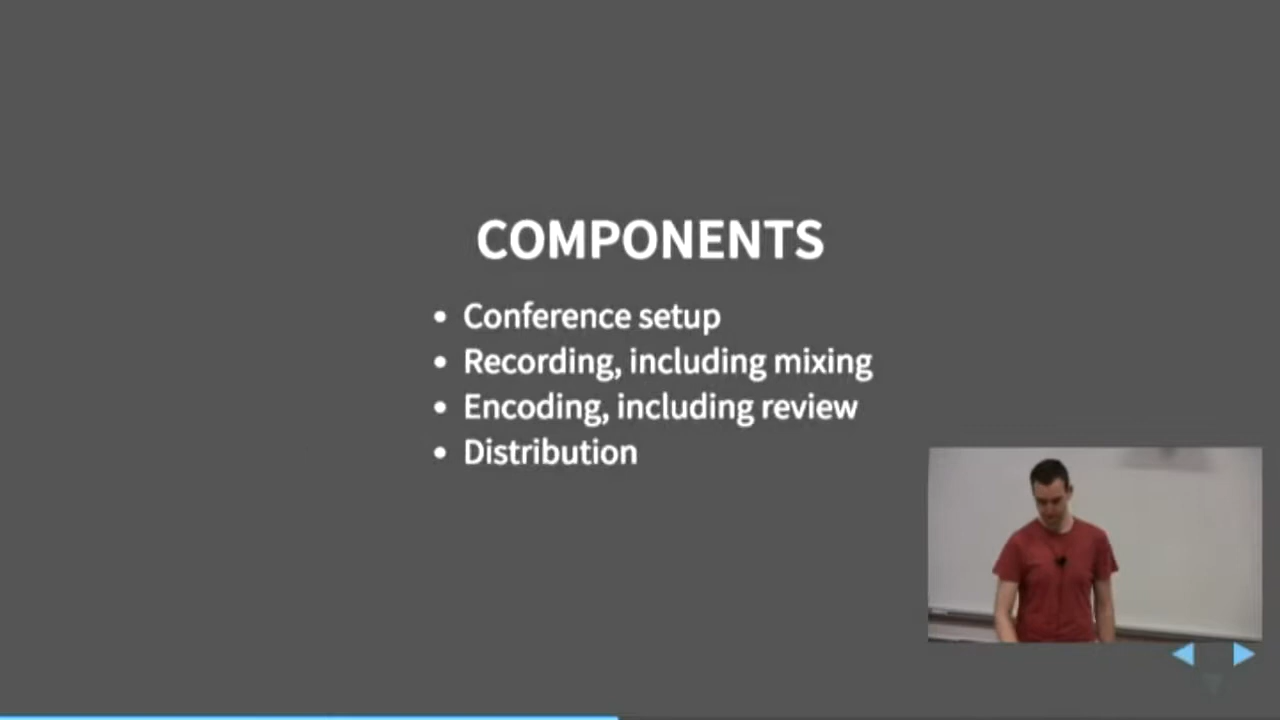 COMPONENTS
• Conference setup
• Recording, including mixing
• Encoding, including review
• Distribution